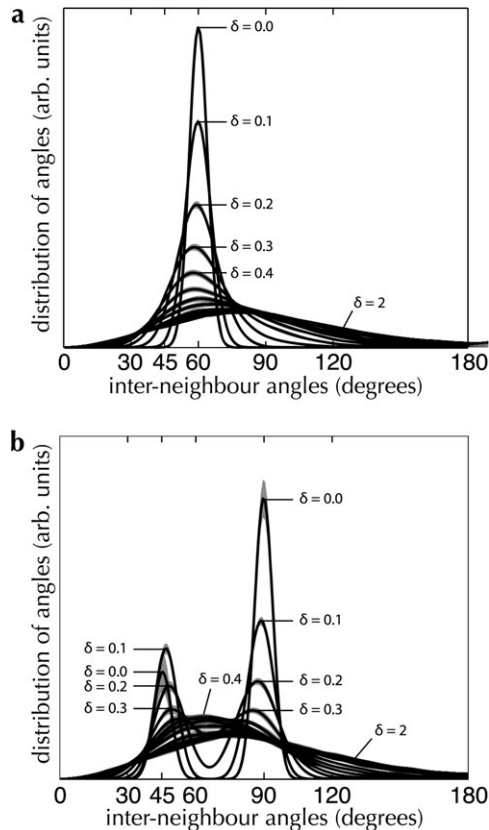 a
δ = 0.0
δ = 0.1
δ = 0.2
δ = 0.3
δ = 0.4
δ = 2
distribution of angles (arb. units)
0 30 45 60 90 120 180
inter-neighbour angles (degrees)
b
δ = 0.0
δ = 0.1
δ = 0.1
δ = 0.0
δ = 0.4
δ = 0.2
δ = 0.2
δ = 0.3
δ = 0.3
δ = 2
distribution of angles (arb. units)
0 30 45 60 90 120 180
inter-neighbour angles (degrees)